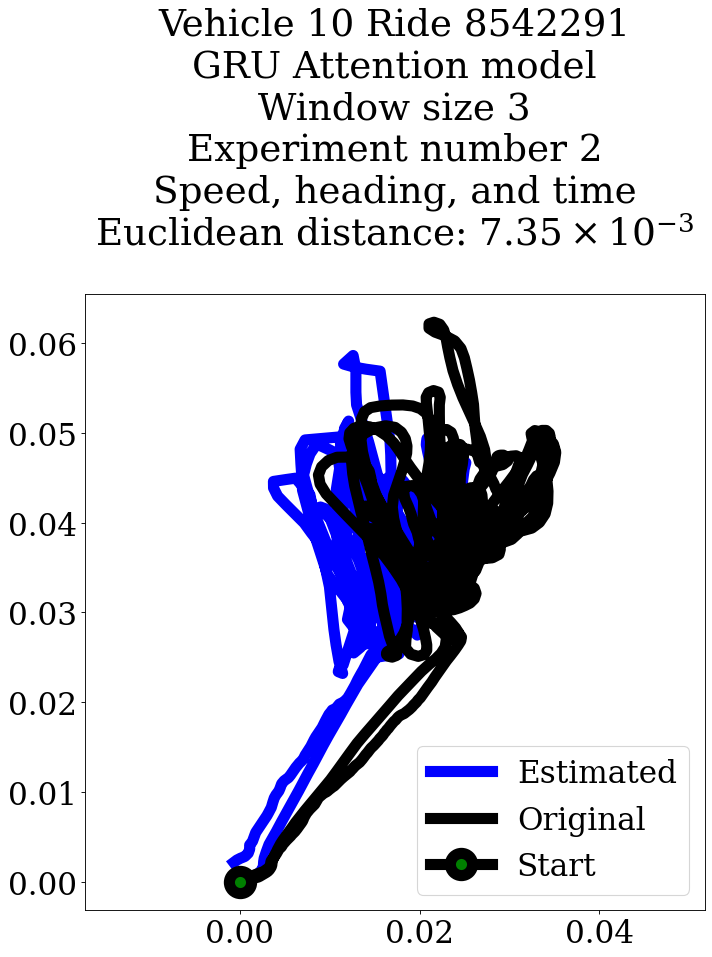 Vehicle 10 Ride 8542291
GRU Attention model
Window size 3
Experiment number 2
Speed, heading, and time
Euclidean distance: 7.35 × 10⁻³
0.06
0.05
0.04
0.03
0.02
0.01
0.00
Estimated
Original
Start
0.00 0.02 0.04